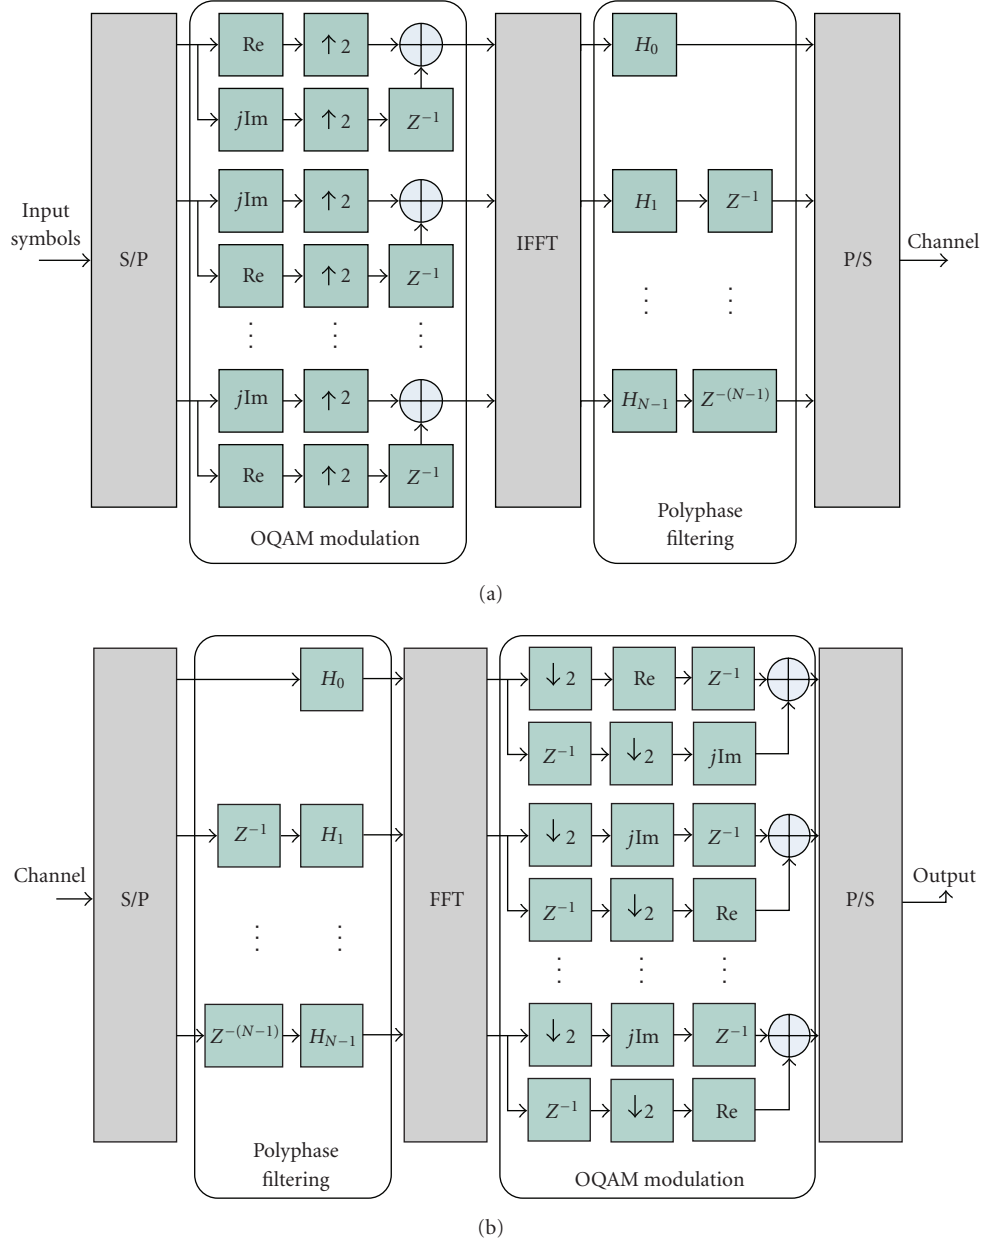 Re ↑2
jIm ↑2 Z⁻¹
jIm ↑2
Re ↑2 Z⁻¹
jIm ↑2
Re ↑2 Z⁻¹
Input
symbols
S/P
OQAM modulation
IFFT
H₀
H₁ Z⁻¹
H_{N−1} Z^{−(N−1)}
Polyphase
filtering
P/S
Channel
(a)
Channel
S/P
H₀
Z⁻¹ H₁
Z^{−(N−1)} H_{N−1}
Polyphase
filtering
FFT
↓2 Re Z⁻¹
Z⁻¹ ↓2 jIm
↓2 jIm Z⁻¹
Z⁻¹ ↓2 Re
↓2 jIm Z⁻¹
Z⁻¹ ↓2 Re
OQAM modulation
P/S
Output
(b)